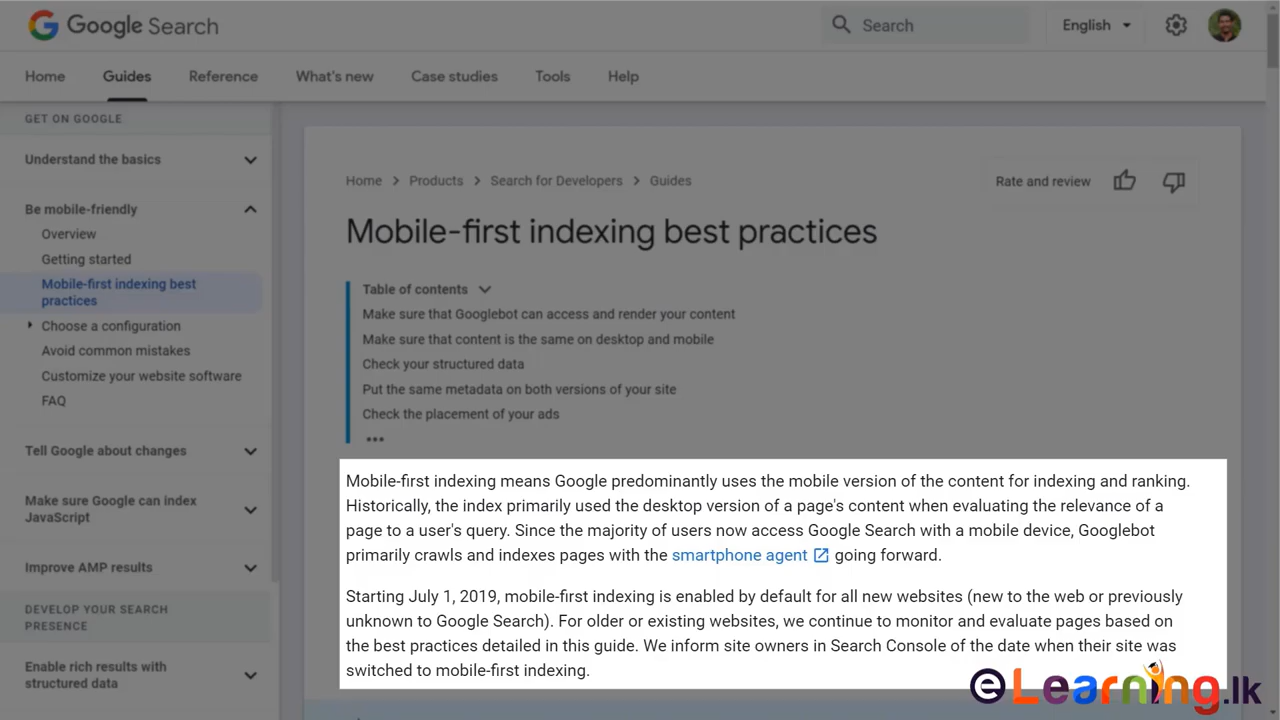 Google Search
Search
English
Home
Guides
Reference
What's new
Case studies
Tools
Help
GET ON GOOGLE
Understand the basics
Be mobile-friendly
Overview
Getting started
Mobile-first indexing best
practices
Choose a configuration
Avoid common mistakes
Customize your website software
FAQ
Tell Google about changes
Make sure Google can index
JavaScript
Improve AMP results
DEVELOP YOUR SEARCH
PRESENCE
Enable rich results with
structured data
Home > Products > Search for Developers > Guides
Rate and review
Mobile-first indexing best practices
Table of contents
Make sure that Googlebot can access and render your content
Make sure that content is the same on desktop and mobile
Check your structured data
Put the same metadata on both versions of your site
Check the placement of your ads
•••
Mobile-first indexing means Google predominantly uses the mobile version of the content for indexing and ranking.
Historically, the index primarily used the desktop version of a page's content when evaluating the relevance of a
page to a user's query. Since the majority of users now access Google Search with a mobile device, Googlebot
primarily crawls and indexes pages with the smartphone agent going forward.
Starting July 1, 2019, mobile-first indexing is enabled by default for all new websites (new to the web or previously
unknown to Google Search). For older or existing websites, we continue to monitor and evaluate pages based on
the best practices detailed in this guide. We inform site owners in Search Console of the date when their site was
switched to mobile-first indexing.
eLearning.lk